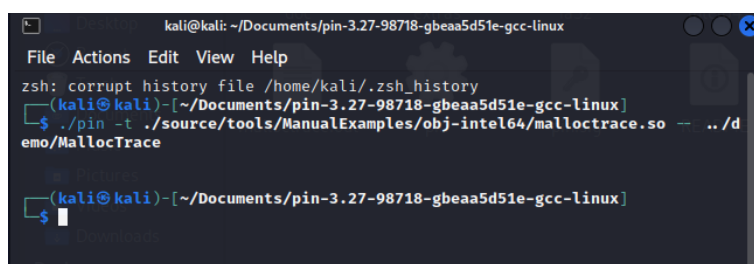 kali@kali: ~/Documents/pin-3.27-98718-gbeaa5d51e-gcc-linux
File Actions Edit View Help
zsh: corrupt history file /home/kali/.zsh_history
┌──(kali㉿kali)-[~/Documents/pin-3.27-98718-gbeaa5d51e-gcc-linux]
└─$ ./pin -t ./source/tools/ManualExamples/obj-intel64/malloctrace.so -- ../d
emo/MallocTrace
Pictures
┌──(kali㉿kali)-[~/Documents/pin-3.27-98718-gbeaa5d51e-gcc-linux]
└─$
Downloads